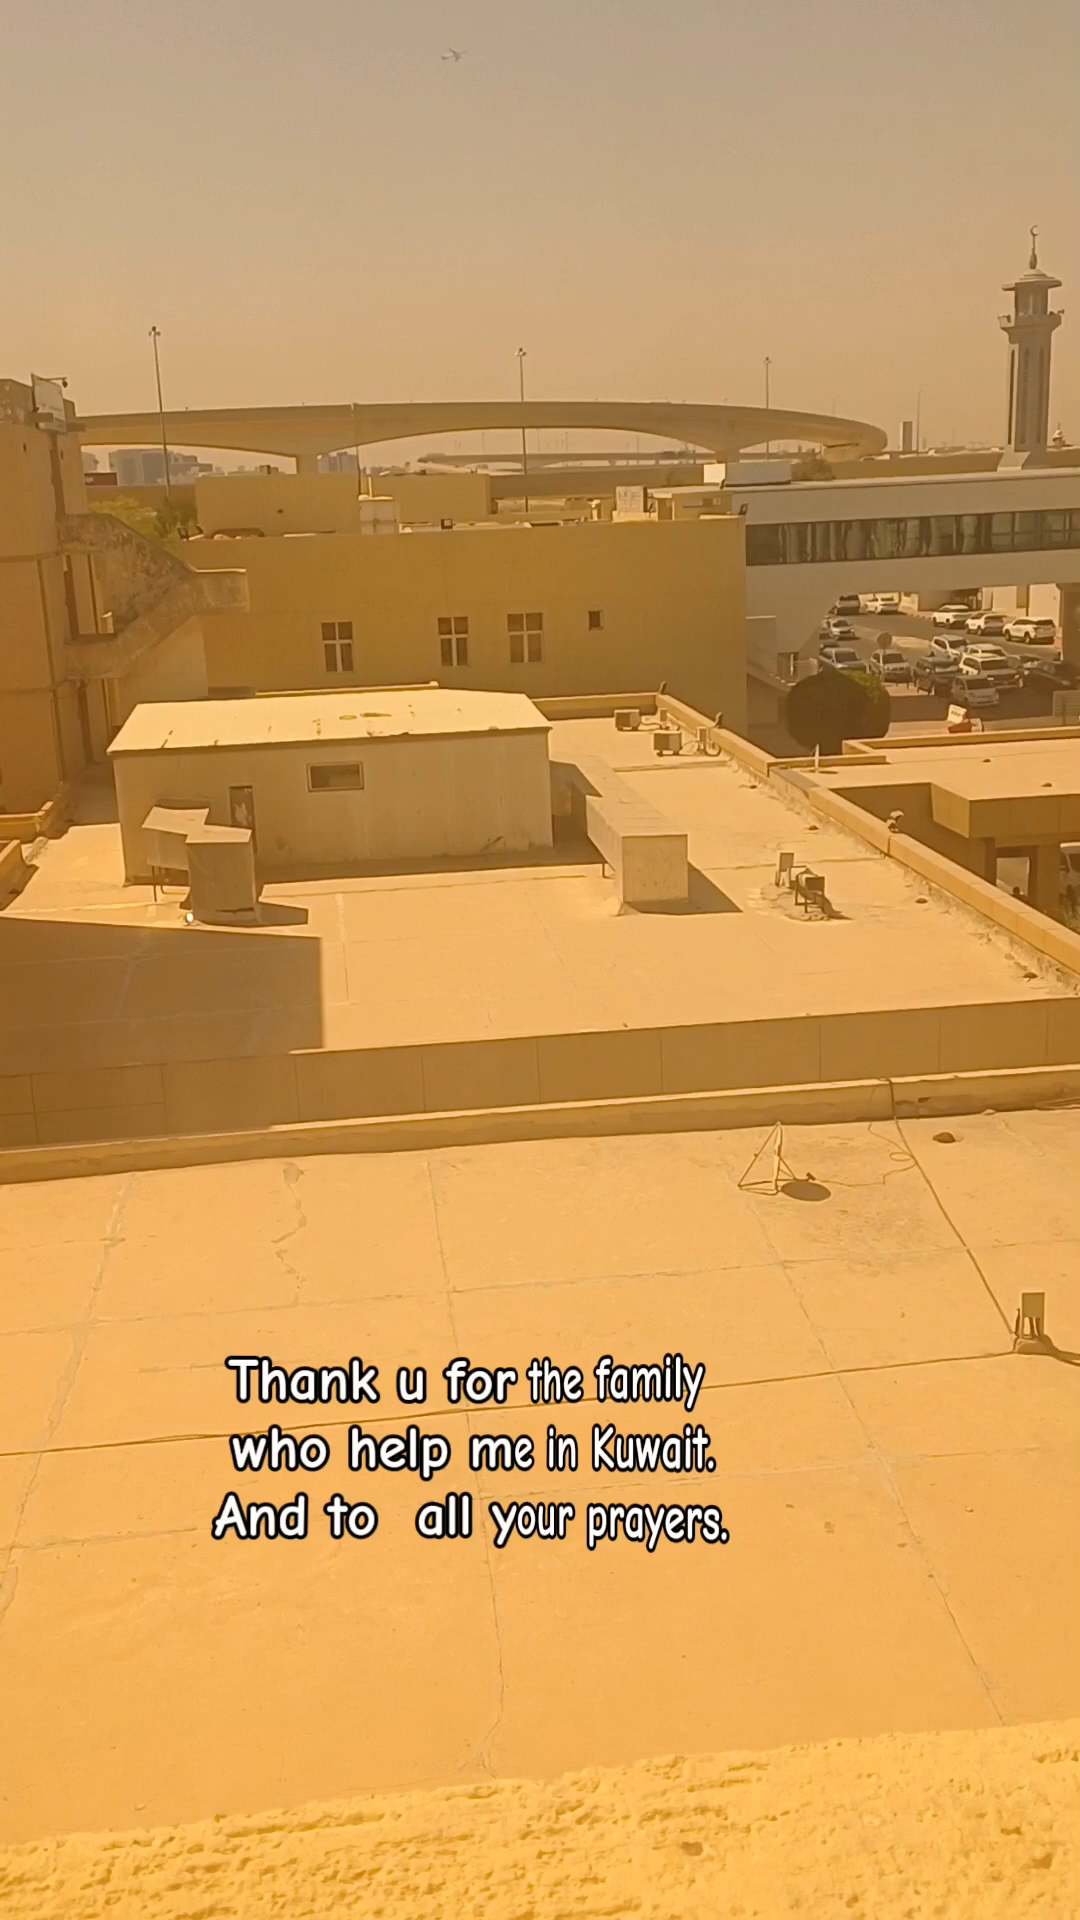 Thank u for the family
who help me in Kuwait.
And to all your prayers.